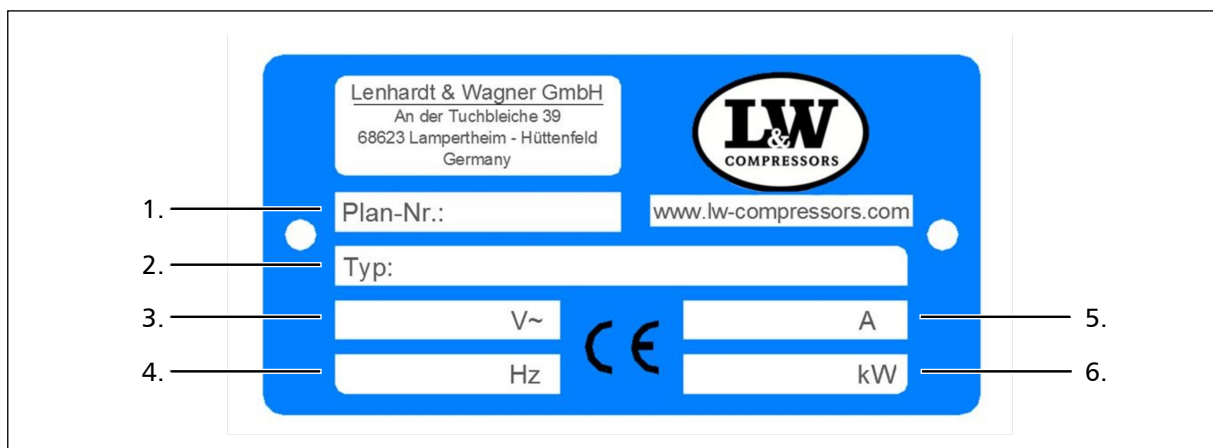 Lenhardt & Wagner GmbH
An der Tuchbleiche 39
68623 Lampertheim - Hüttenfeld
Germany
L&W
COMPRESSORS
1.
Plan-Nr.:
www.lw-compressors.com
2.
Typ:
3.
V~
CE
A
5.
4.
Hz
kW
6.